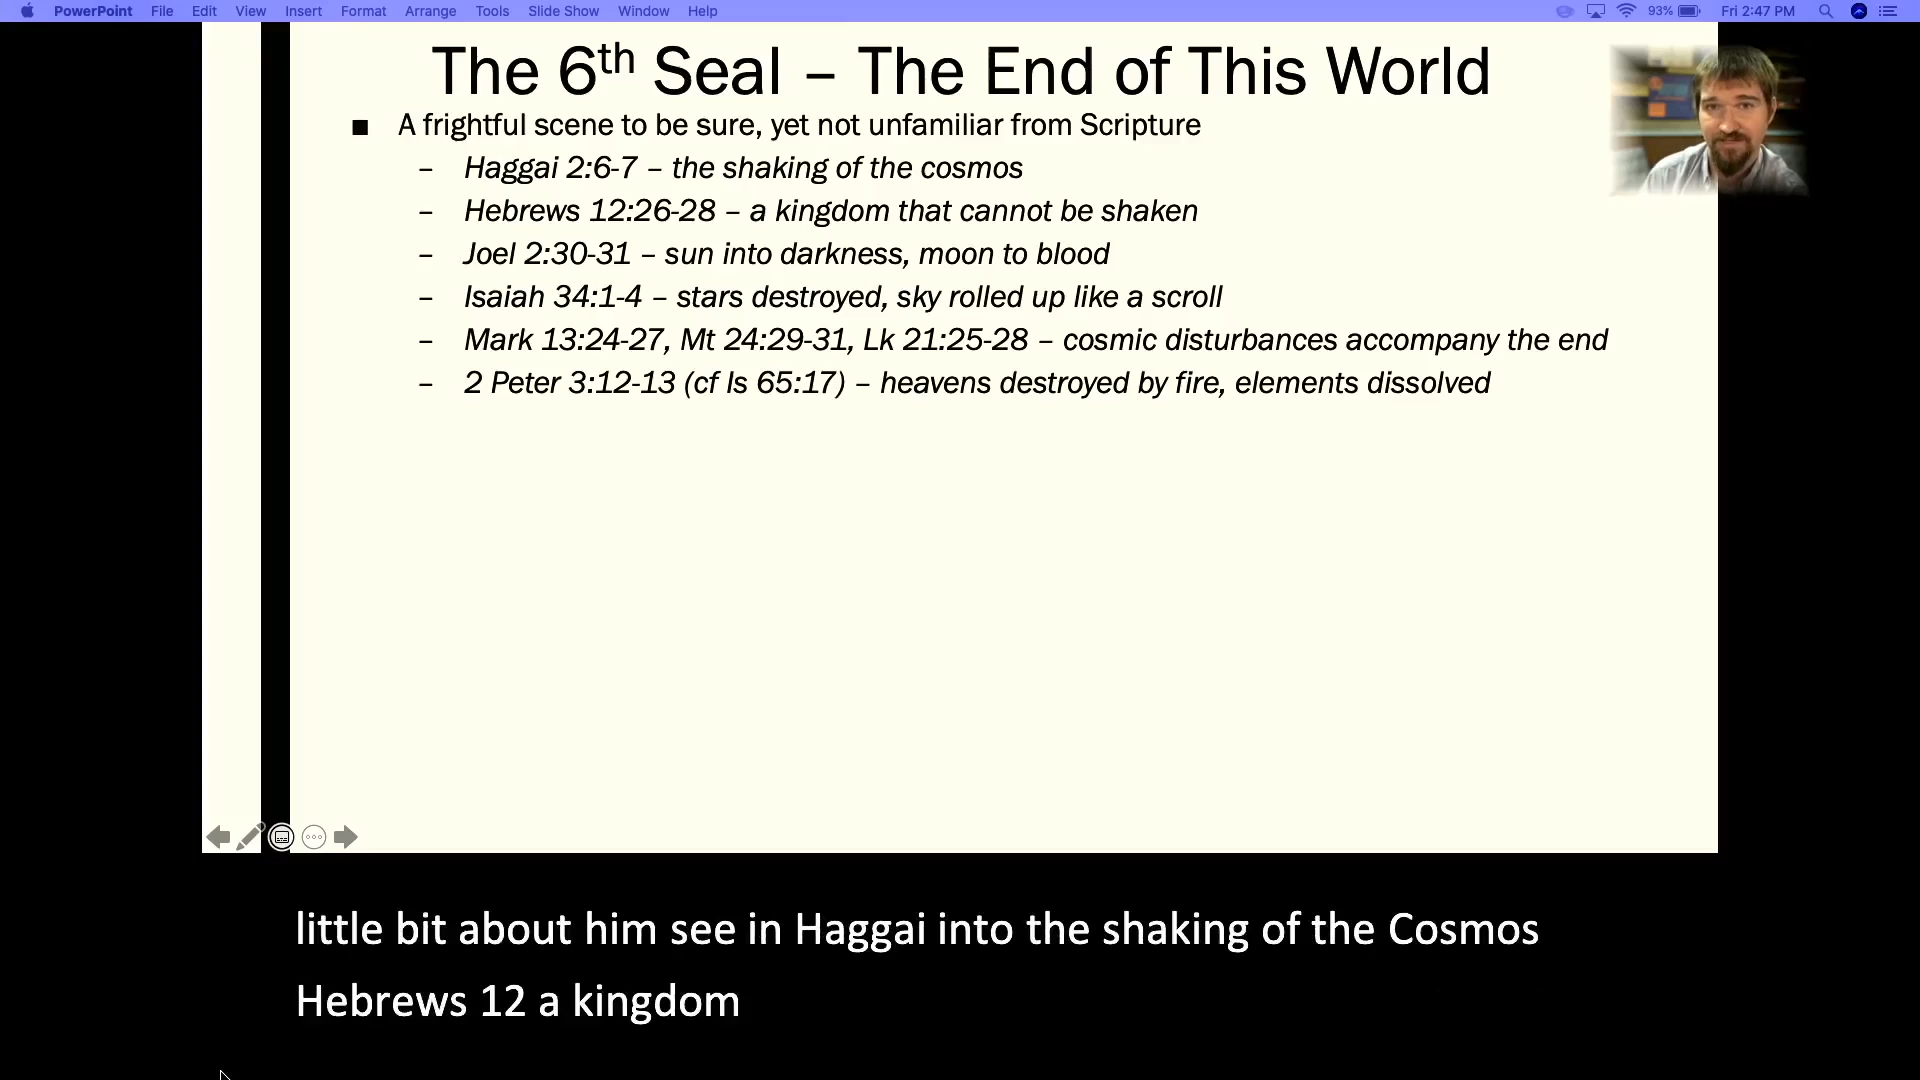 PowerPoint File Edit View Insert Format Arrange Tools Slide Show Window Help 93% Fri 2:47 PM
The 6th Seal – The End of This World
■ A frightful scene to be sure, yet not unfamiliar from Scripture
– Haggai 2:6-7 – the shaking of the cosmos
– Hebrews 12:26-28 – a kingdom that cannot be shaken
– Joel 2:30-31 – sun into darkness, moon to blood
– Isaiah 34:1-4 – stars destroyed, sky rolled up like a scroll
– Mark 13:24-27, Mt 24:29-31, Lk 21:25-28 – cosmic disturbances accompany the end
– 2 Peter 3:12-13 (cf Is 65:17) – heavens destroyed by fire, elements dissolved
little bit about him see in Haggai into the shaking of the Cosmos
Hebrews 12 a kingdom